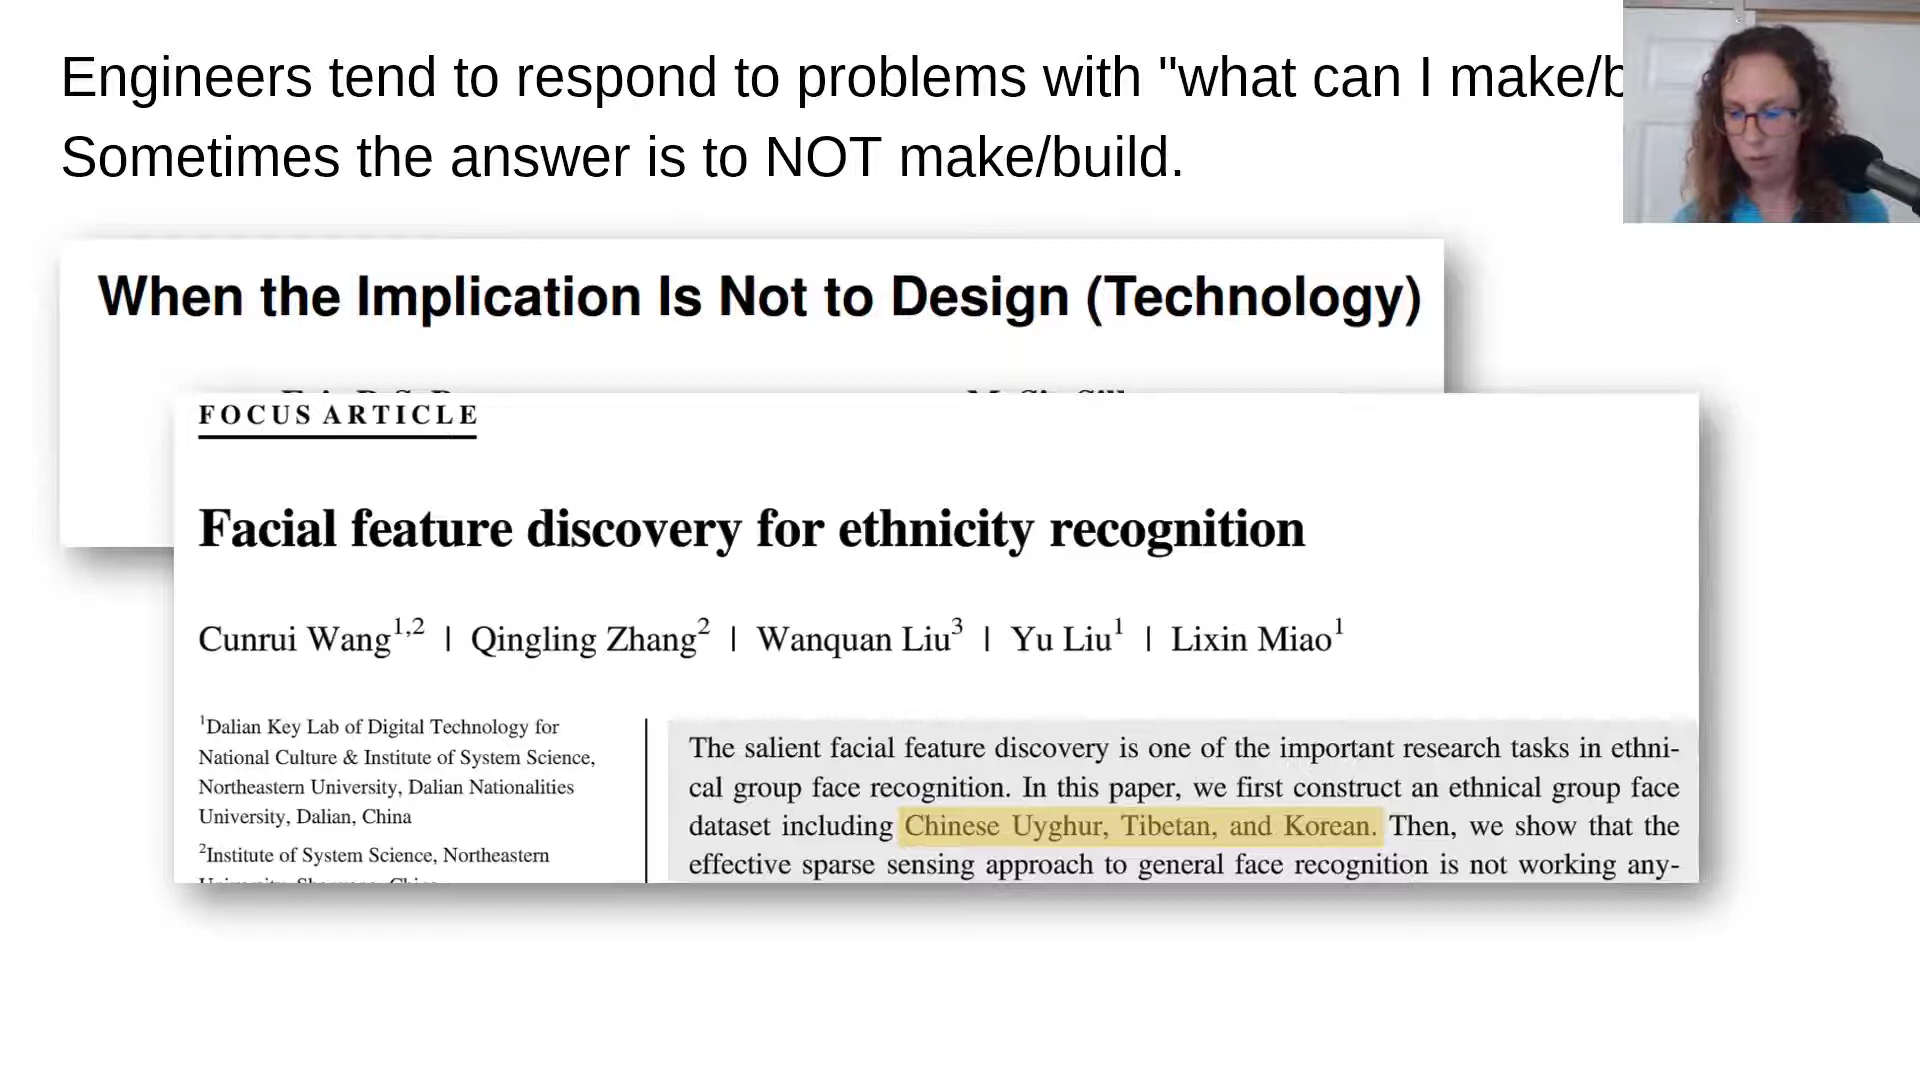 Engineers tend to respond to problems with "what can I make/b
Sometimes the answer is to NOT make/build.
When the Implication Is Not to Design (Technology)
FOCUS ARTICLE
Facial feature discovery for ethnicity recognition
Cunrui Wang1,2 | Qingling Zhang2 | Wanquan Liu3 | Yu Liu1 | Lixin Miao1
1Dalian Key Lab of Digital Technology for
National Culture & Institute of System Science,
Northeastern University, Dalian Nationalities
University, Dalian, China
2Institute of System Science, Northeastern
The salient facial feature discovery is one of the important research tasks in ethni-
cal group face recognition. In this paper, we first construct an ethnical group face
dataset including Chinese Uyghur, Tibetan, and Korean. Then, we show that the
effective sparse sensing approach to general face recognition is not working any-